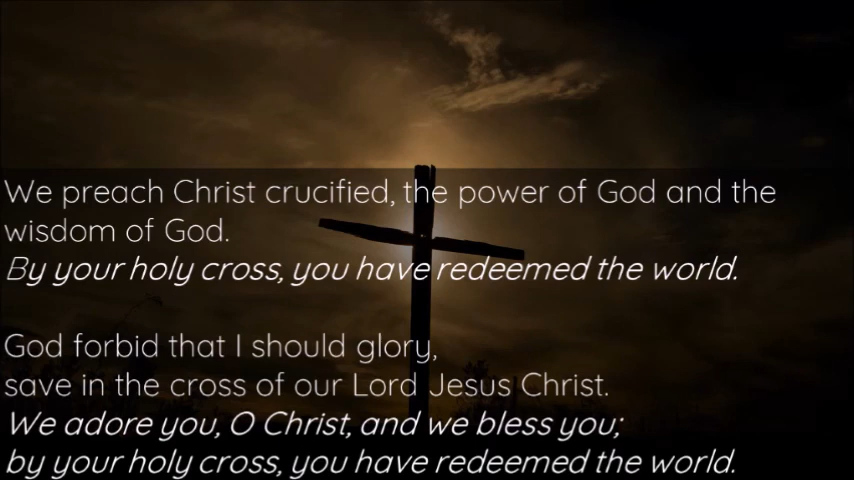 We preach Christ crucified, the power of God and the
wisdom of God.
By your holy cross, you have redeemed the world.
God forbid that I should glory,
save in the cross of our Lord Jesus Christ.
We adore you, O Christ, and we bless you;
by your holy cross, you have redeemed the world.